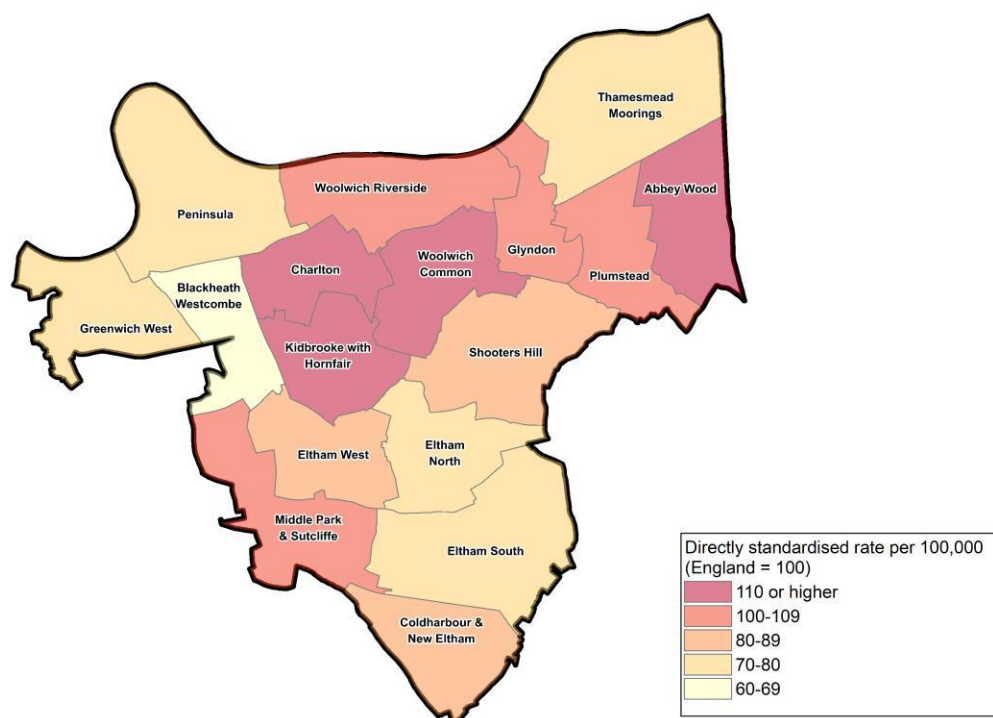 Thamesmead
Moorings
Abbey Wood
Woolwich Riverside
Peninsula
Glyndon
Woolwich
Common
Charlton
Plumstead
Blackheath
Westcombe
Greenwich West
Kidbrooke with
Hornfair
Shooters Hill
Eltham West
Eltham
North
Middle Park
& Sutcliffe
Eltham South
Coldharbour &
New Eltham
Directly standardised rate per 100,000
(England = 100)
110 or higher
100-109
80-89
70-80
60-69